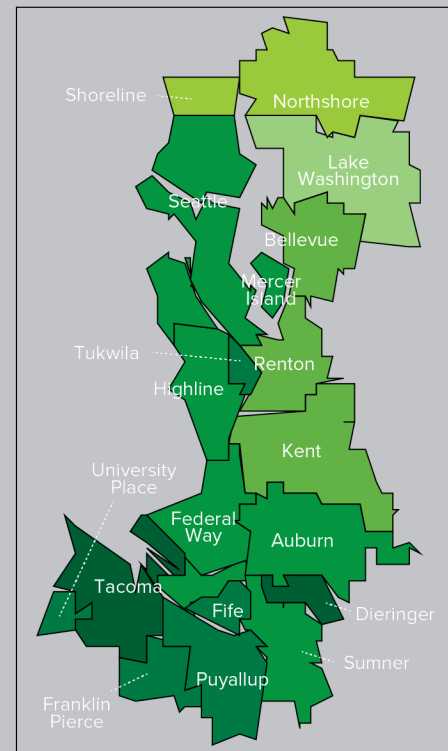 Shoreline
Northshore
Lake
Washington
Seattle
Bellevue
Mercer
Island
Tukwila
Renton
Highline
Kent
University
Place
Federal
Way
Auburn
Tacoma
Fife
Dieringer
Sumner
Puyallup
Franklin
Pierce